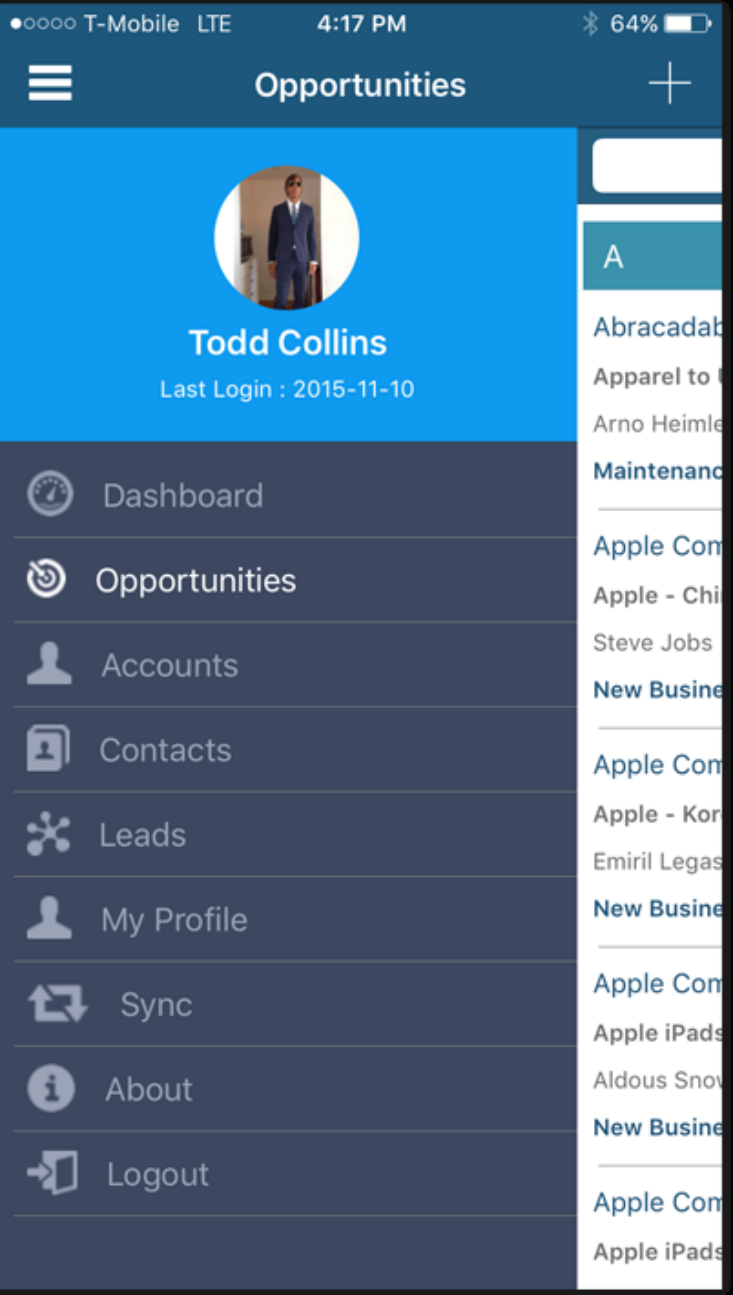 T-Mobile LTE 4:17 PM 64%
Opportunities
Todd Collins
Last Login : 2015-11-10
Dashboard
Opportunities
Accounts
Contacts
Leads
My Profile
Sync
About
Logout
A
Abracadab
Apparel to
Arno Heimle
Maintenanc
Apple Com
Apple - Chi
Steve Jobs
New Busine
Apple Com
Apple - Kor
Emiril Legas
New Busine
Apple Com
Apple iPads
Aldous Snow
New Busine
Apple Com
Apple iPads